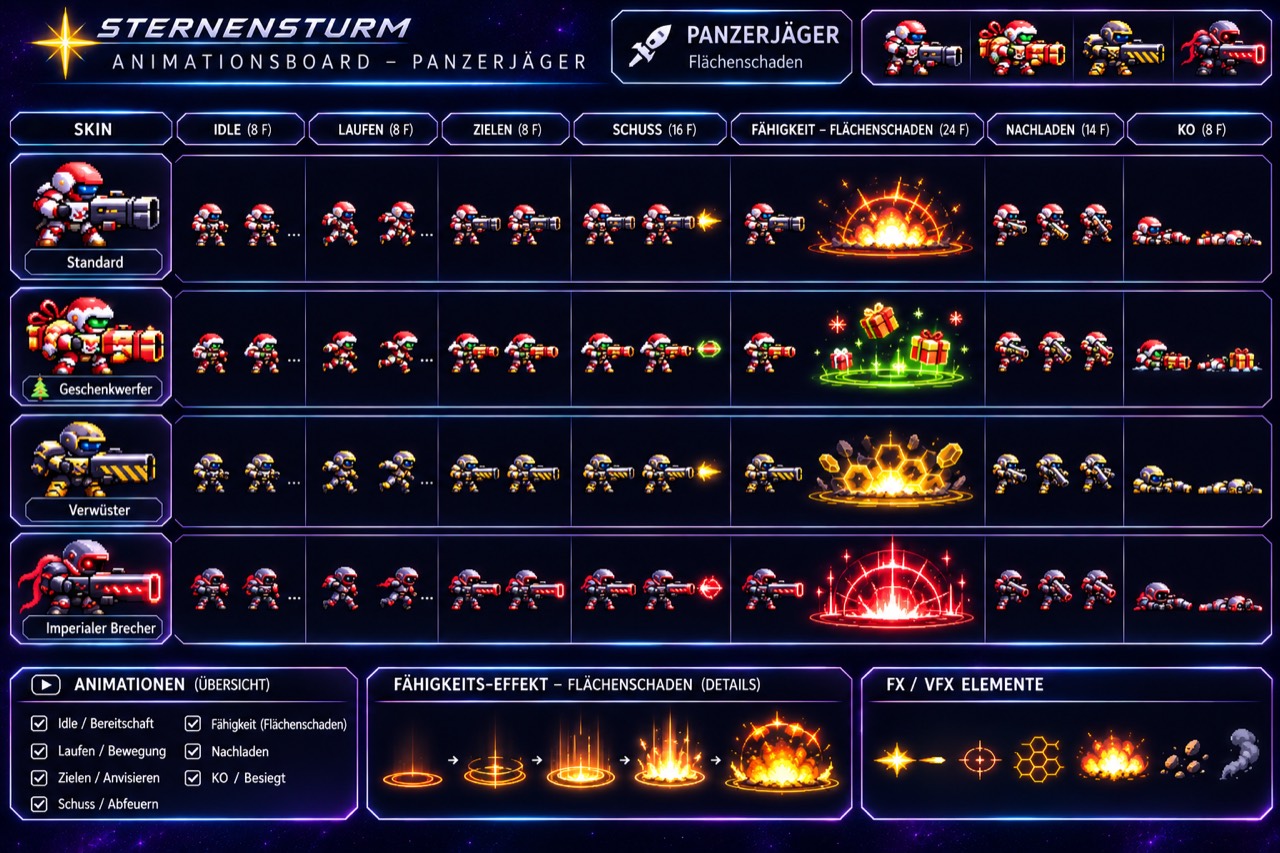 STERNENSTURM
ANIMATIONSBOARD – PANZERJÄGER
PANZERJÄGER
Flächenschaden
SKIN
IDLE (8 F)
LAUFEN (8 F)
ZIELEN (8 F)
SCHUSS (16 F)
FÄHIGKEIT – FLÄCHENSCHADEN (24 F)
NACHLADEN (14 F)
KO (8 F)
Standard
...
...
Geschenkwerfer
...
...
Verwüster
...
...
Imperialer Brecher
...
...
ANIMATIONEN (ÜBERSICHT)
Idle / Bereitschaft
Laufen / Bewegung
Zielen / Anvisieren
Schuss / Abfeuern
Fähigkeit (Flächenschaden)
Nachladen
KO / Besiegt
FÄHIGKEITS-EFFEKT – FLÄCHENSCHADEN (DETAILS)
FX / VFX ELEMENTE